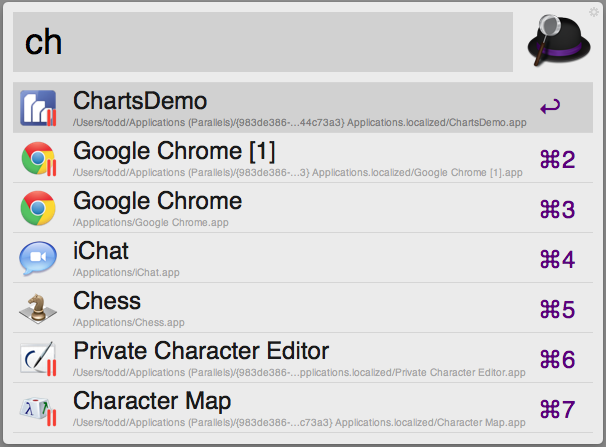 ch
ChartsDemo
/Users/todd/Applications (Parallels)/{983de386-...44c73a3} Applications.localized/ChartsDemo.app
↩
Google Chrome [1]
/Users/todd/Applications (Parallels)/{983de386-...3} Applications.localized/Google Chrome [1].app
⌘2
Google Chrome
/Applications/Google Chrome.app
⌘3
iChat
/Applications/iChat.app
⌘4
Chess
/Applications/Chess.app
⌘5
Private Character Editor
/Users/todd/Applications (Parallels)/{983de386-...pplications.localized/Private Character Editor.app
⌘6
Character Map
/Users/todd/Applications (Parallels)/{983de386-...c73a3} Applications.localized/Character Map.app
⌘7